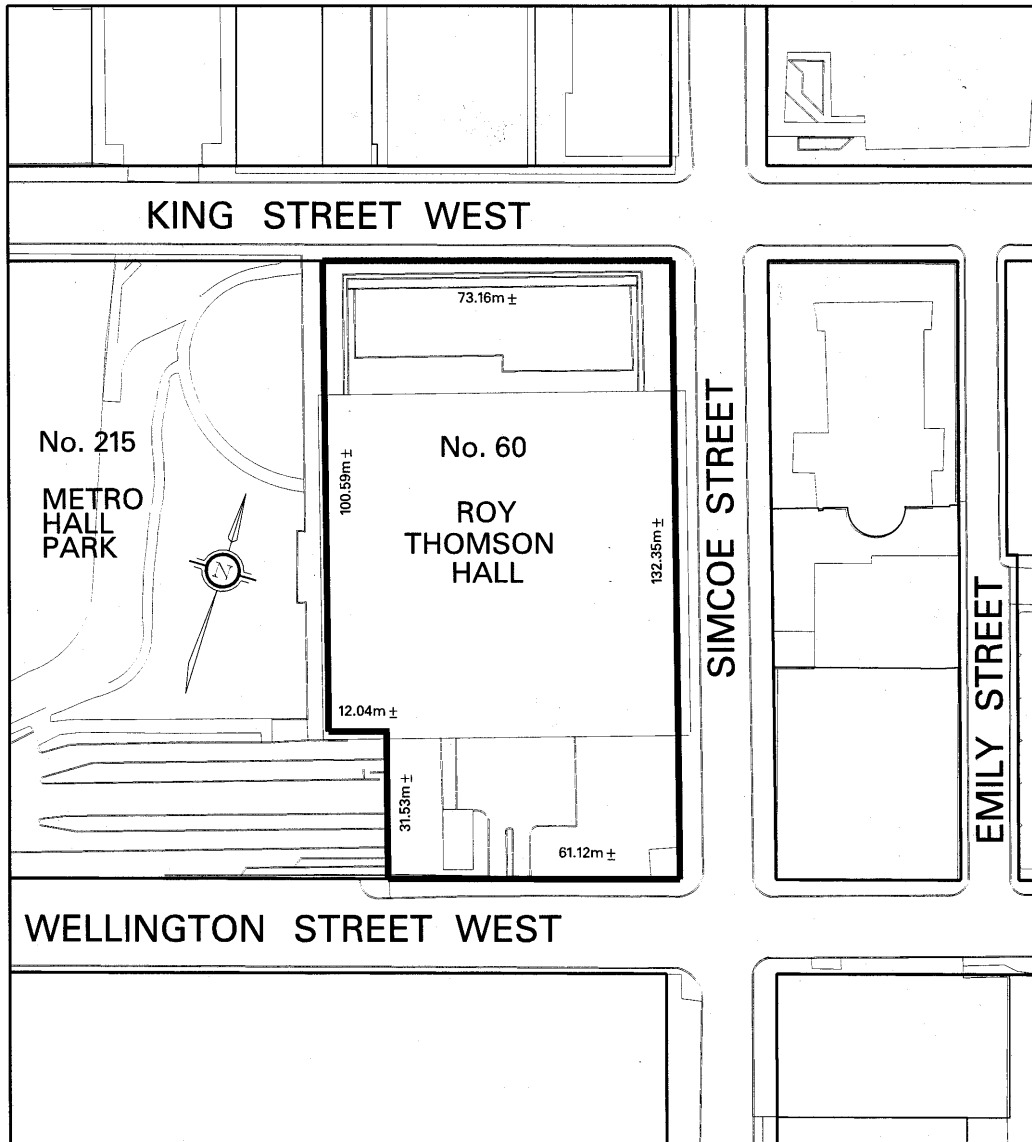 KING STREET WEST
73.16m ±
No. 215
METRO
HALL
PARK
N
100.59m ±
No. 60
ROY
THOMSON
HALL
132.35m ±
SIMCOE STREET
EMILY STREET
12.04m ±
31.53m ±
61.12m ±
WELLINGTON STREET WEST